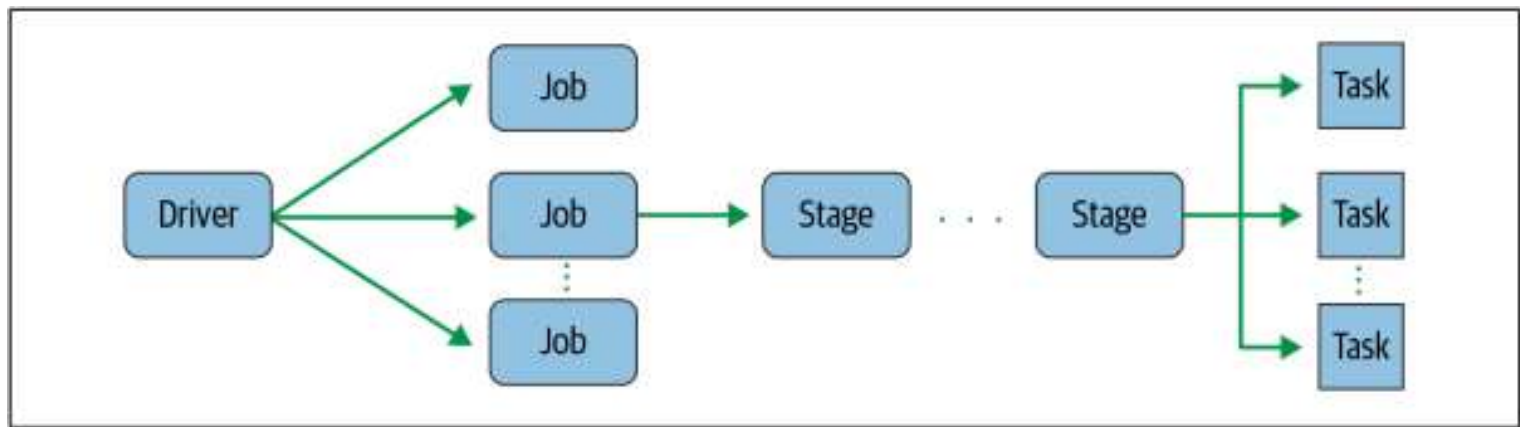 Driver
Job
Job
Job
Stage
Stage
Task
Task
Task